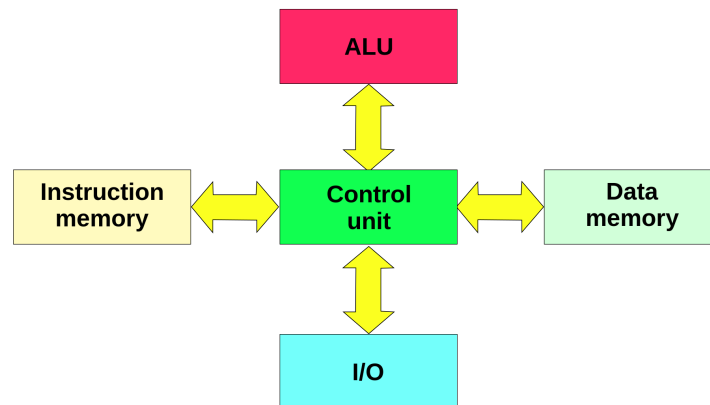 ALU
Instruction
memory
Control
unit
Data
memory
I/O